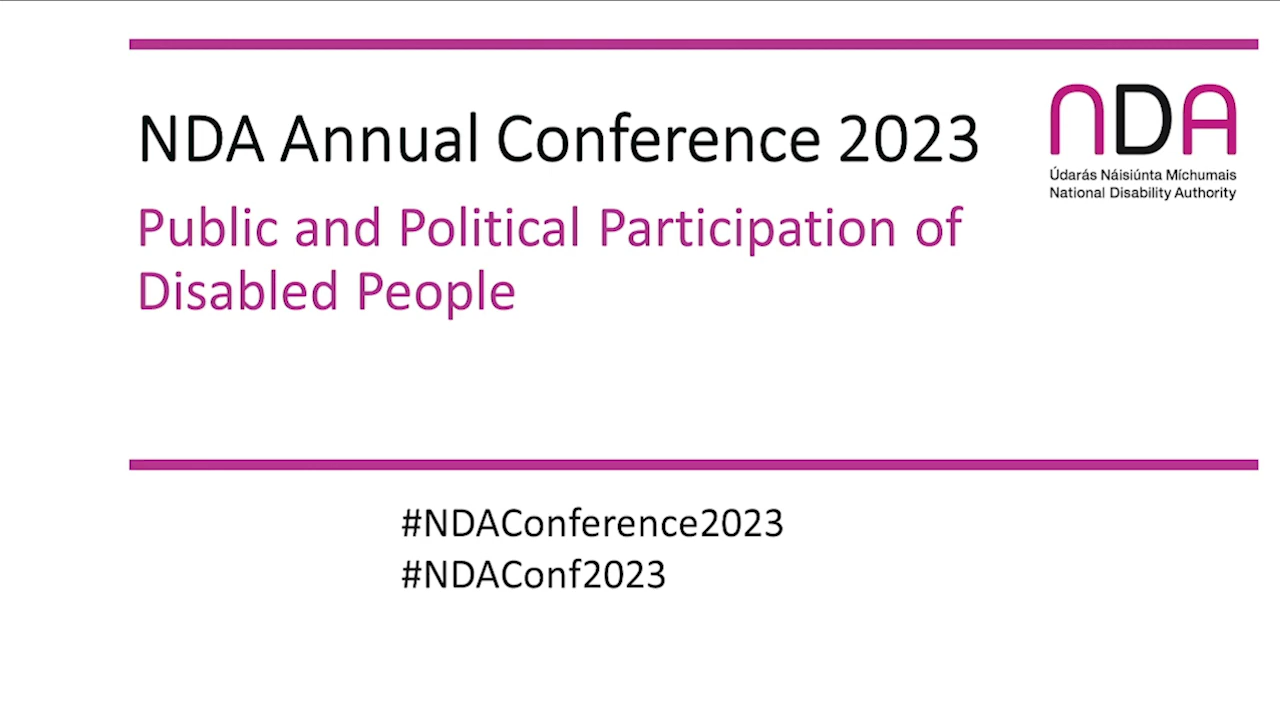 NDA Annual Conference 2023
NDA
Údarás Náisiúnta Míchumais
National Disability Authority
Public and Political Participation of
Disabled People
#NDAConference2023
#NDAConf2023